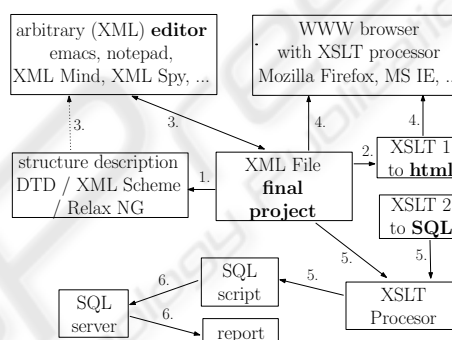 arbitrary (XML) editor
emacs, notepad,
XML Mind, XML Spy, ...
WWW browser
with XSLT processor
Mozilla Firefox, MS IE, ..
3.
3.
4.
4.
structure description
DTD / XML Scheme
/ Relax NG
1.
XML File
final
project
2.
XSLT 1
to html
XSLT 2
to SQL
5.
5.
5.
6.
SQL
script
XSLT
Procesor
SQL
server
6.
report